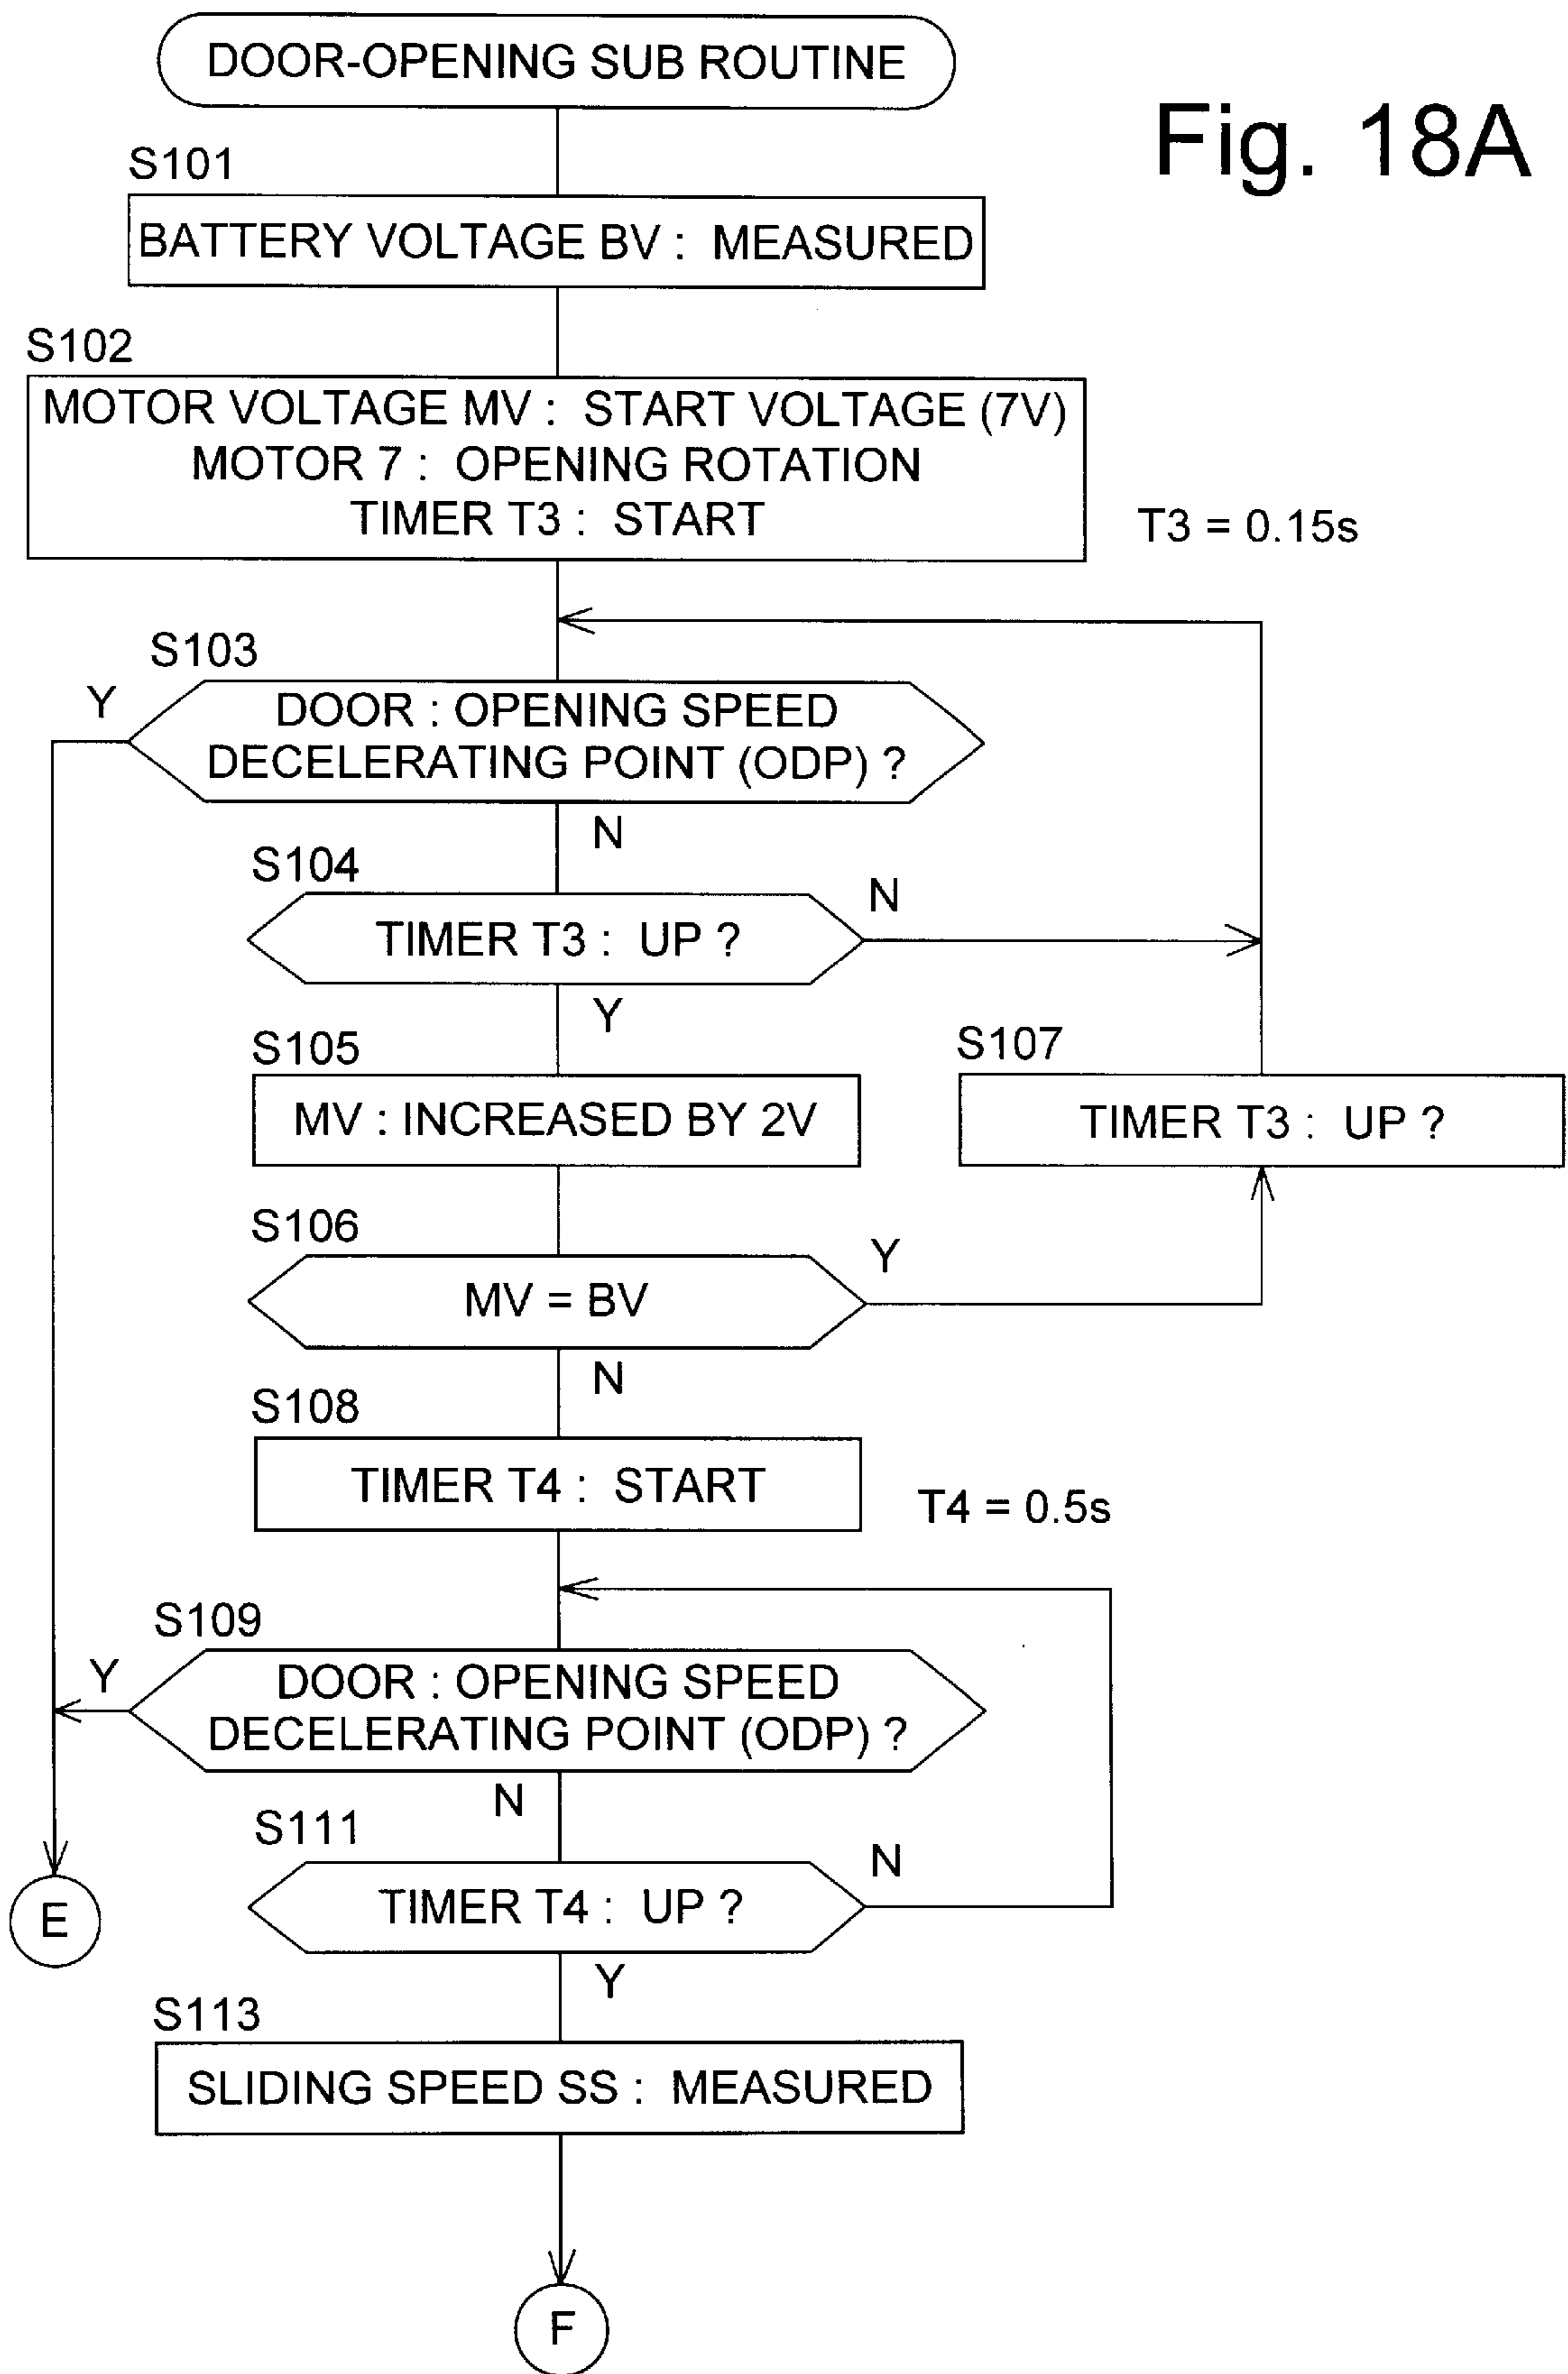 DOOR-OPENING SUB ROUTINE
Fig. 18A
S101
BATTERY VOLTAGE BV : MEASURED
S102
MOTOR VOLTAGE MV : START VOLTAGE (7V)
MOTOR 7 : OPENING ROTATION
TIMER T3 : START
T3 = 0.15s
S103
Y
DOOR : OPENING SPEED
DECELERATING POINT (ODP) ?
N
S104
N
TIMER T3 : UP ?
Y
S105
MV : INCREASED BY 2V
S107
TIMER T3 : UP ?
S106
Y
MV = BV
N
S108
TIMER T4 : START
T4 = 0.5s
S109
Y
DOOR : OPENING SPEED
DECELERATING POINT (ODP) ?
N
S111
N
TIMER T4 : UP ?
E
Y
S113
SLIDING SPEED SS : MEASURED
F